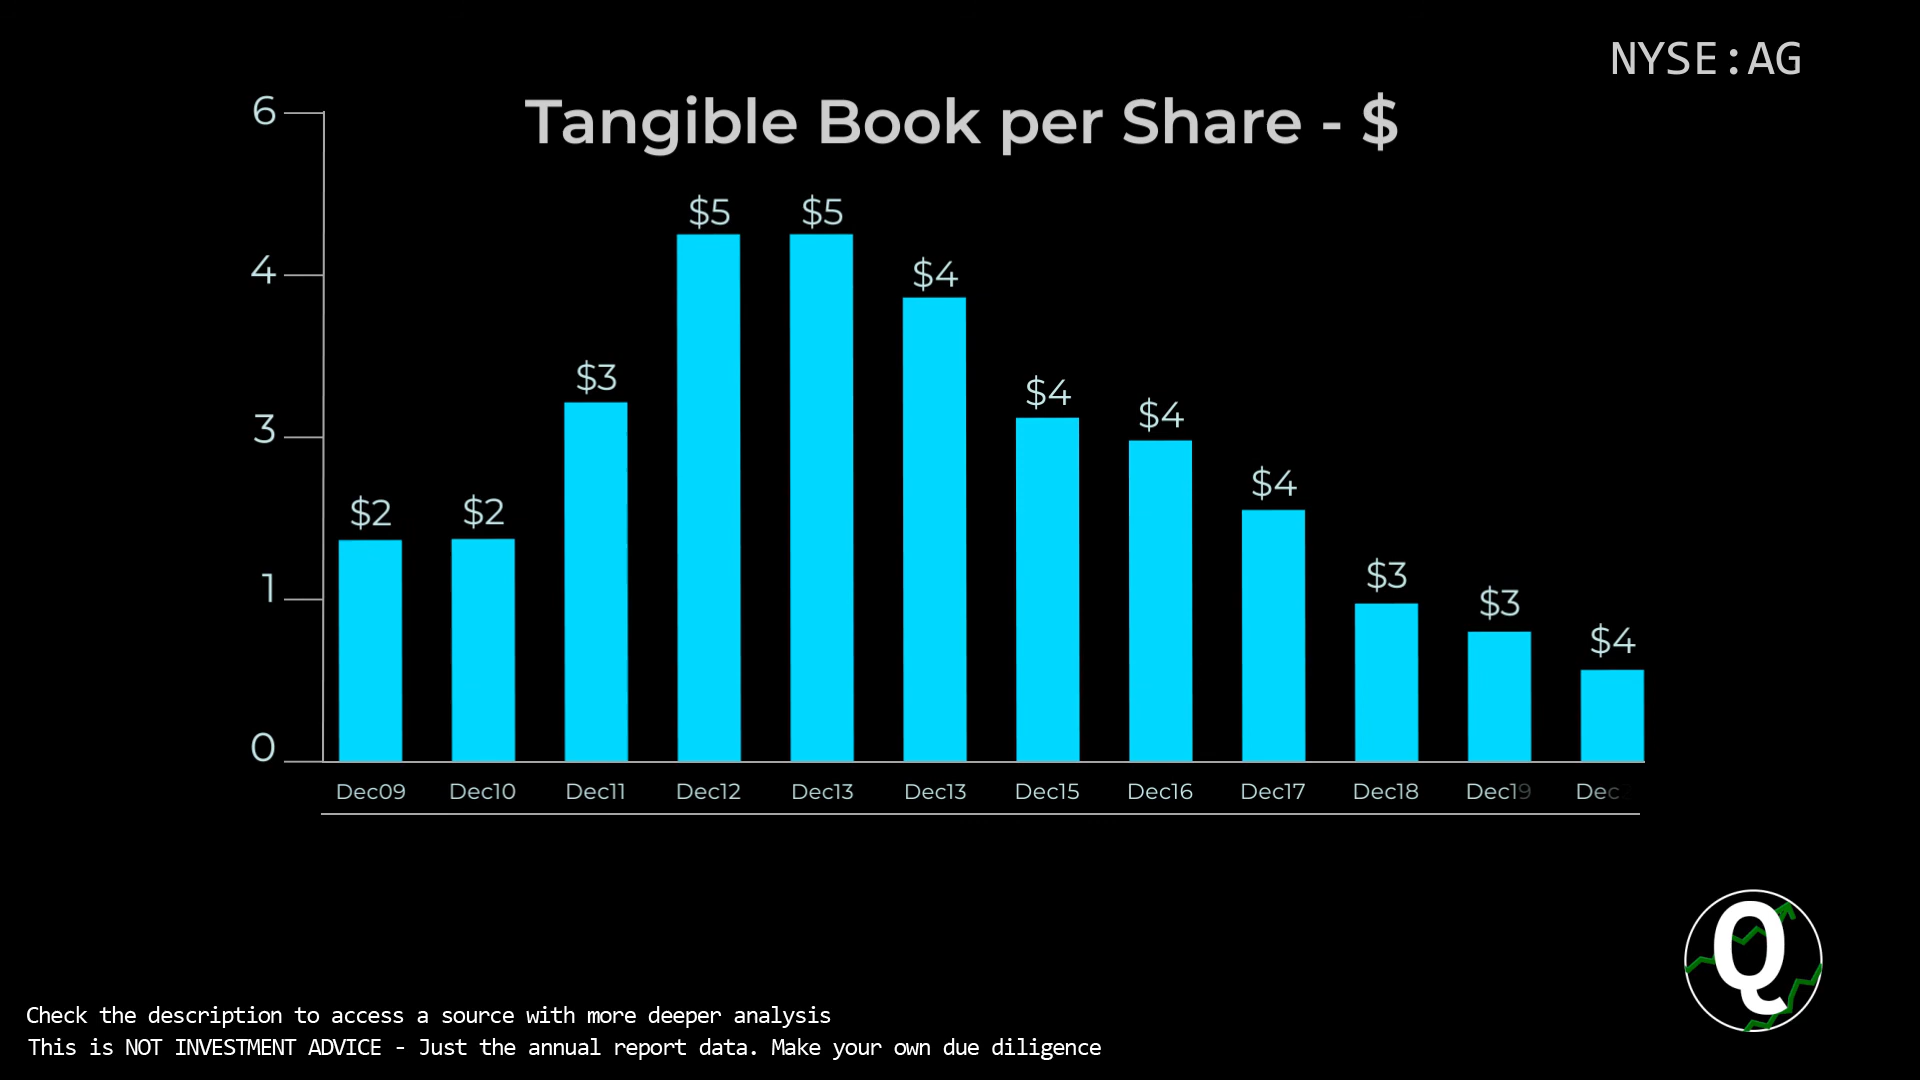 NYSE:AG
Tangible Book per Share - $
6
4
3
1
0
$2
$2
$3
$5
$5
$4
$4
$4
$4
$3
$3
$4
Dec09 Dec10 Dec11 Dec12 Dec13 Dec13 Dec15 Dec16 Dec17 Dec18 Dec19
Q
Check the description to access a source with more deeper analysis
This is NOT INVESTMENT ADVICE - Just the annual report data. Make your own due diligence